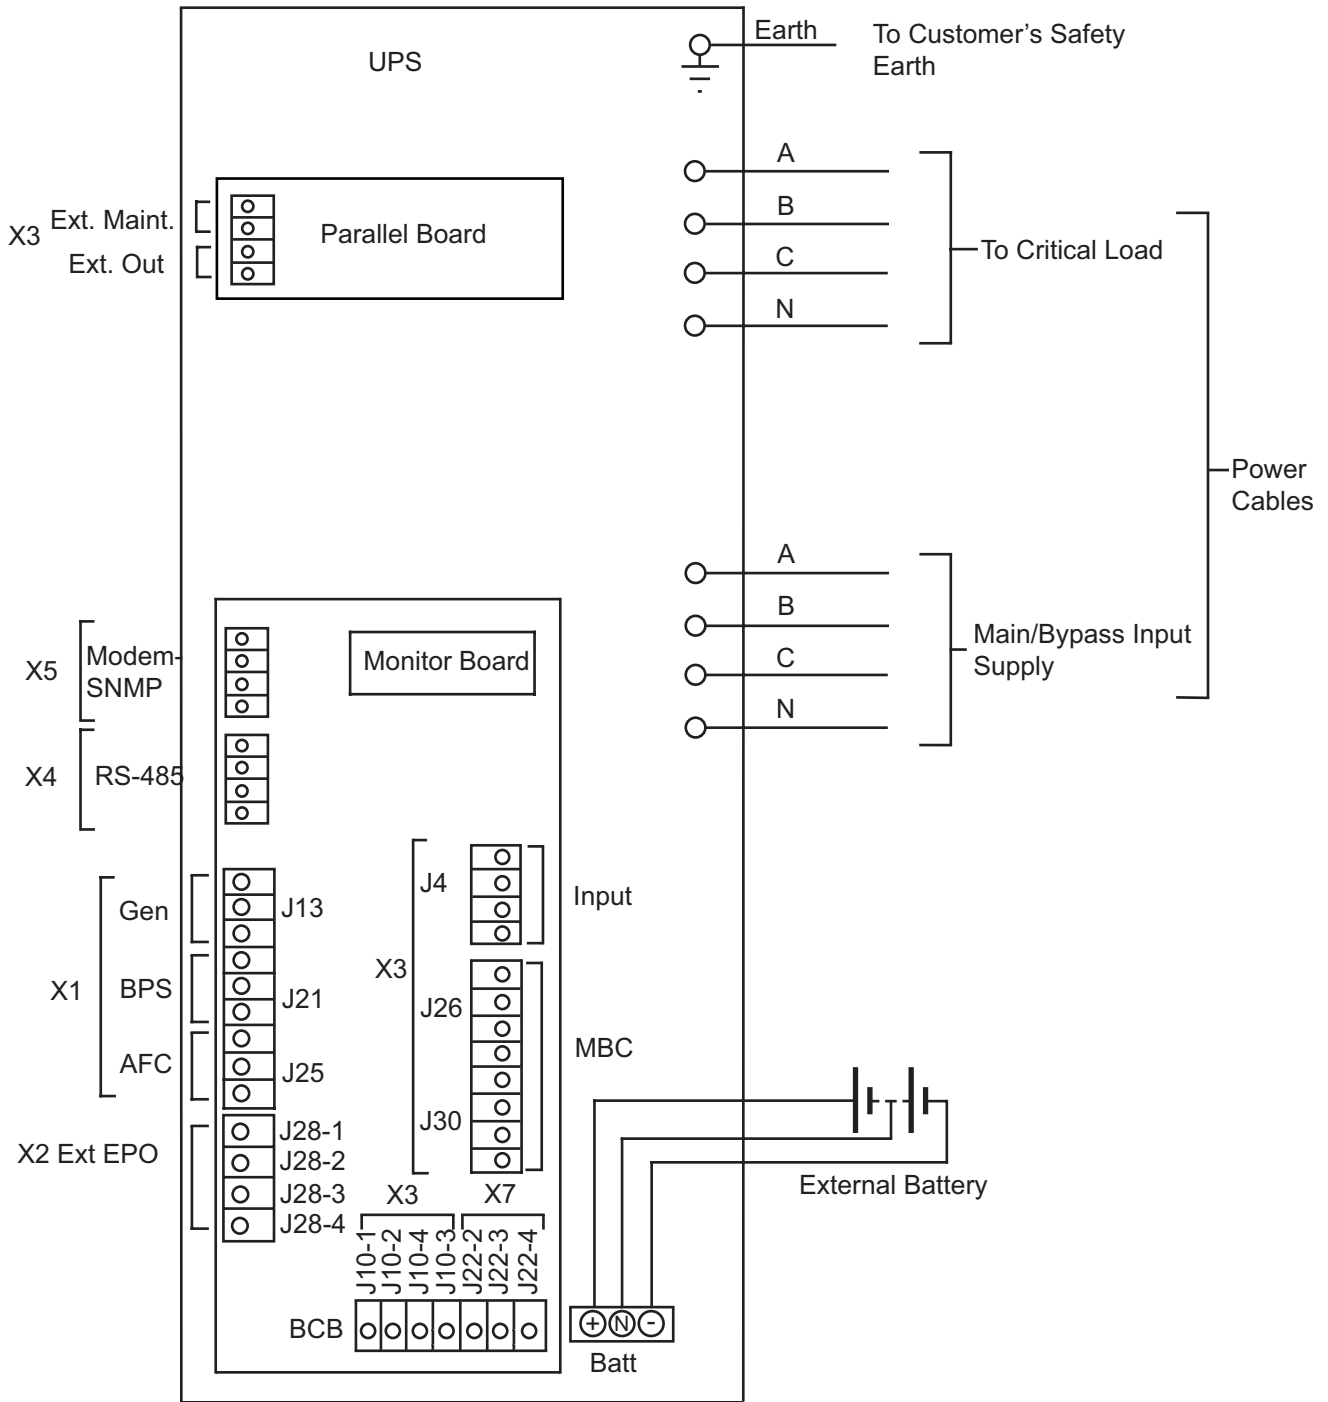 UPS
Earth
To Customer’s Safety
Earth
X3
Ext. Maint.
Ext. Out
Parallel Board
A
B
C
N
To Critical Load
Power
Cables
A
B
C
N
Main/Bypass Input
Supply
X5
Modem-
SNMP
Monitor Board
X4
RS-485
X1
Gen
BPS
AFC
J13
J21
J25
X3
J4
J26
J30
Input
MBC
X2 Ext EPO
J28-1
J28-2
J28-3
J28-4
X3
X7
J10-1
J10-2
J10-4
J10-3
J22-2
J22-3
J22-4
BCB
External Battery
+ N -
Batt